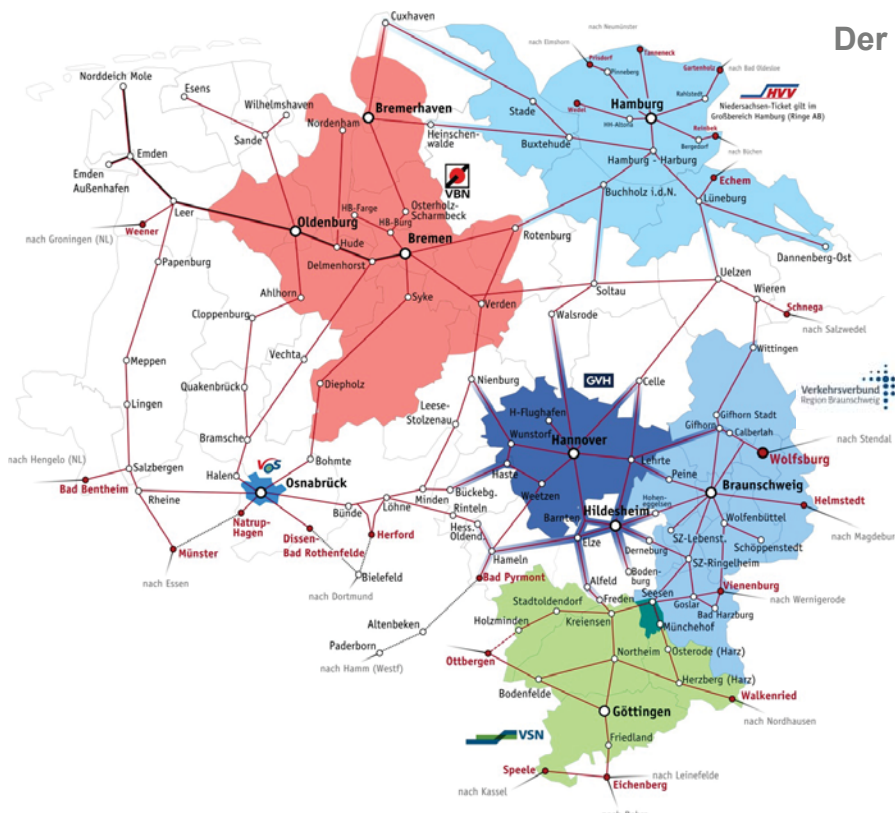 Der
Cuxhaven
nach Neumünster
nach Elmshorn
Tanneneck
Prisdorf
Pinneberg
Gartenholz
nach Bad Oldesloe
Norddeich Mole
Esens
Wilhelmshaven
Wedel
Rahlstedt
HVV
Niedersachsen-Ticket gilt im
Großbereich Hamburg (Ringe AB)
Bremerhaven
Stade
Hamburg
HH-Altona
Nordenham
Heinschen-
walde
Reinbek
Bergedorf
nach Büchen
Sande
Buxtehude
Hamburg - Harburg
Emden
Emden
Außenhafen
VBN
Echem
Buchholz i.d.N.
Lüneburg
Leer
HB-Farge
Osterholz-
Scharmbeck
HB-Burg
Oldenburg
Weener
nach Groningen (NL)
Hude
Bremen
Rotenburg
Dannenberg-Ost
Papenburg
Delmenhorst
Uelzen
Soltau
Wieren
Ahlhorn
Syke
Verden
Schnega
Cloppenburg
Walsrode
nach Salzwedel
Wittingen
Meppen
Vechta
Nienburg
GVH
Celle
Verkehrsverbund
Region Braunschweig
Quakenbrück
Diepholz
Lingen
Leese-
Stolzenau
H-Flughafen
Gifhorn Stadt
Gifhorn
Calberlah
Wunstorf
Hannover
nach Stendal
Bramsche
nach Hengelo (NL)
Bohmte
Wolfsburg
Salzbergen
VOS
Halen
Haste
Lehrte
Peine
Bad Bentheim
Osnabrück
Rheine
Minden
Bückebg.
Weetzen
Braunschweig
Hohen-
eggelsen
Helmstedt
Bünde
Löhne
Rinteln
Hildesheim
Barnten
Wolfenbüttel
Natrup-
Hagen
Hess.
Oldend.
nach Magdeburg
Dissen-
Bad Rothenfelde
Herford
Elze
SZ-Lebenst.
Schöppenstedt
Münster
Derneburg
Hameln
SZ-Ringelheim
nach Essen
Bielefeld
Bad Pyrmont
Boden-
burg
Alfeld
Vienenburg
nach Dortmund
Freden
Seesen
Goslar
nach Wernigerode
Stadtoldendorf
Bad Harzburg
Kreiensen
Holzminden
Münchehof
Altenbeken
Paderborn
nach Hamm (Westf)
Ottbergen
Northeim
Osterode (Harz)
Herzberg (Harz)
Bodenfelde
Walkenried
Göttingen
nach Nordhausen
VSN
Friedland
Speele
Eichenberg
nach Leinefelde
nach Kassel